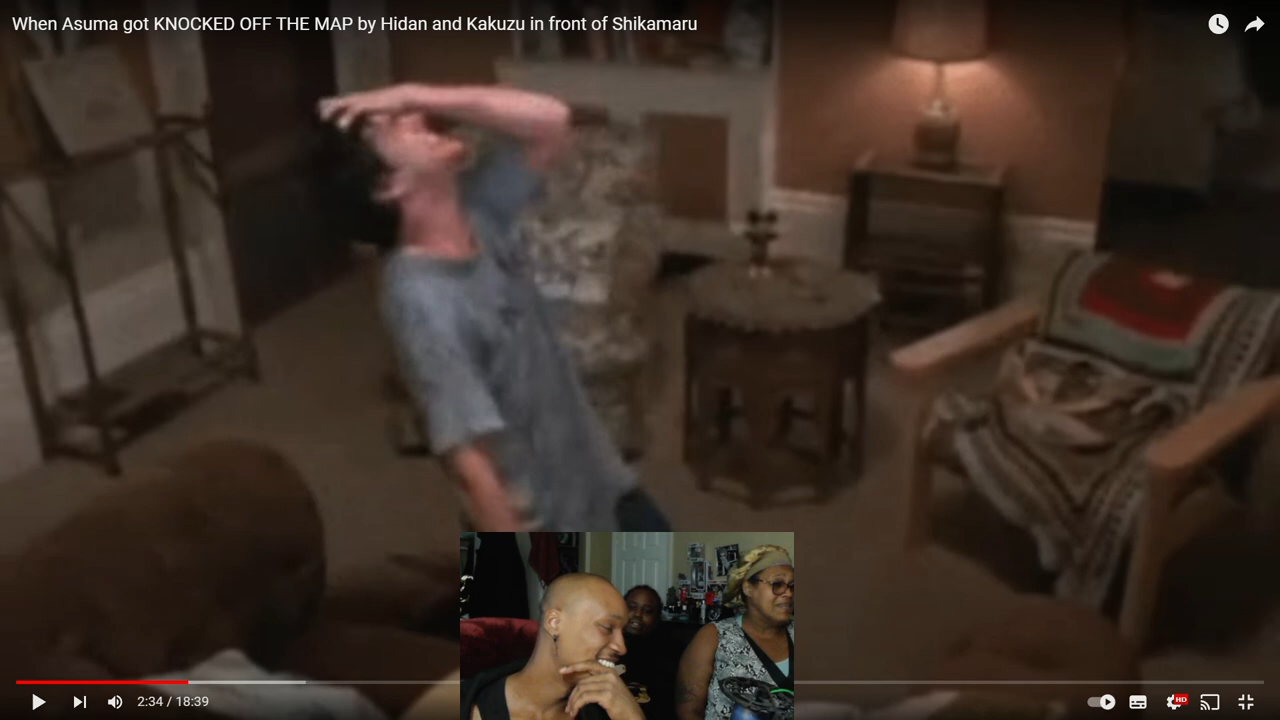 When Asuma got KNOCKED OFF THE MAP by Hidan and Kakuzu in front of Shikamaru
2:34 / 18:39
HD